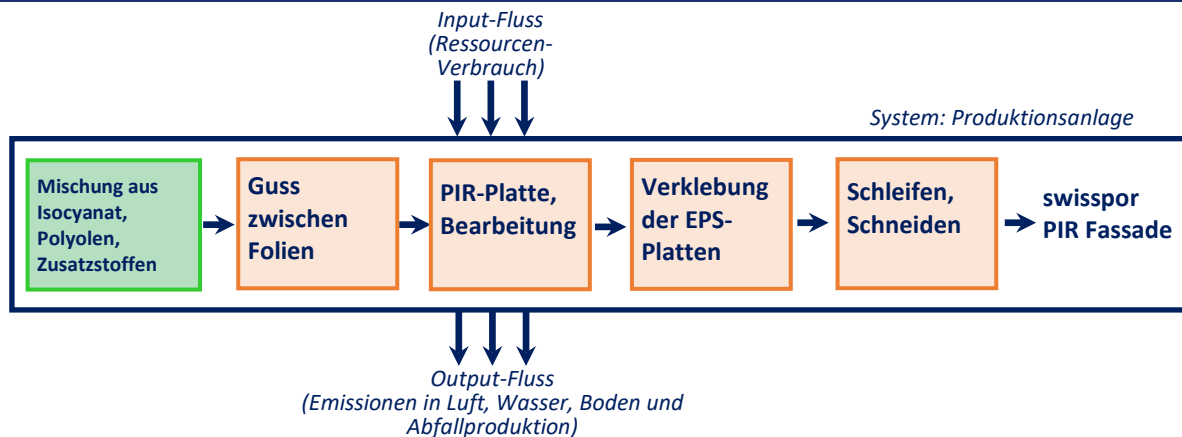 Input-Fluss
(Ressourcen-
Verbrauch)
System: Produktionsanlage
Mischung aus
Isocyanat,
Polyolen,
Zusatzstoffen
Guss
zwischen
Folien
PIR-Platte,
Bearbeitung
Verklebung
der EPS-
Platten
Schleifen,
Schneiden
swisspor
PIR Fassade
Output-Fluss
(Emissionen in Luft, Wasser, Boden und
Abfallproduktion)